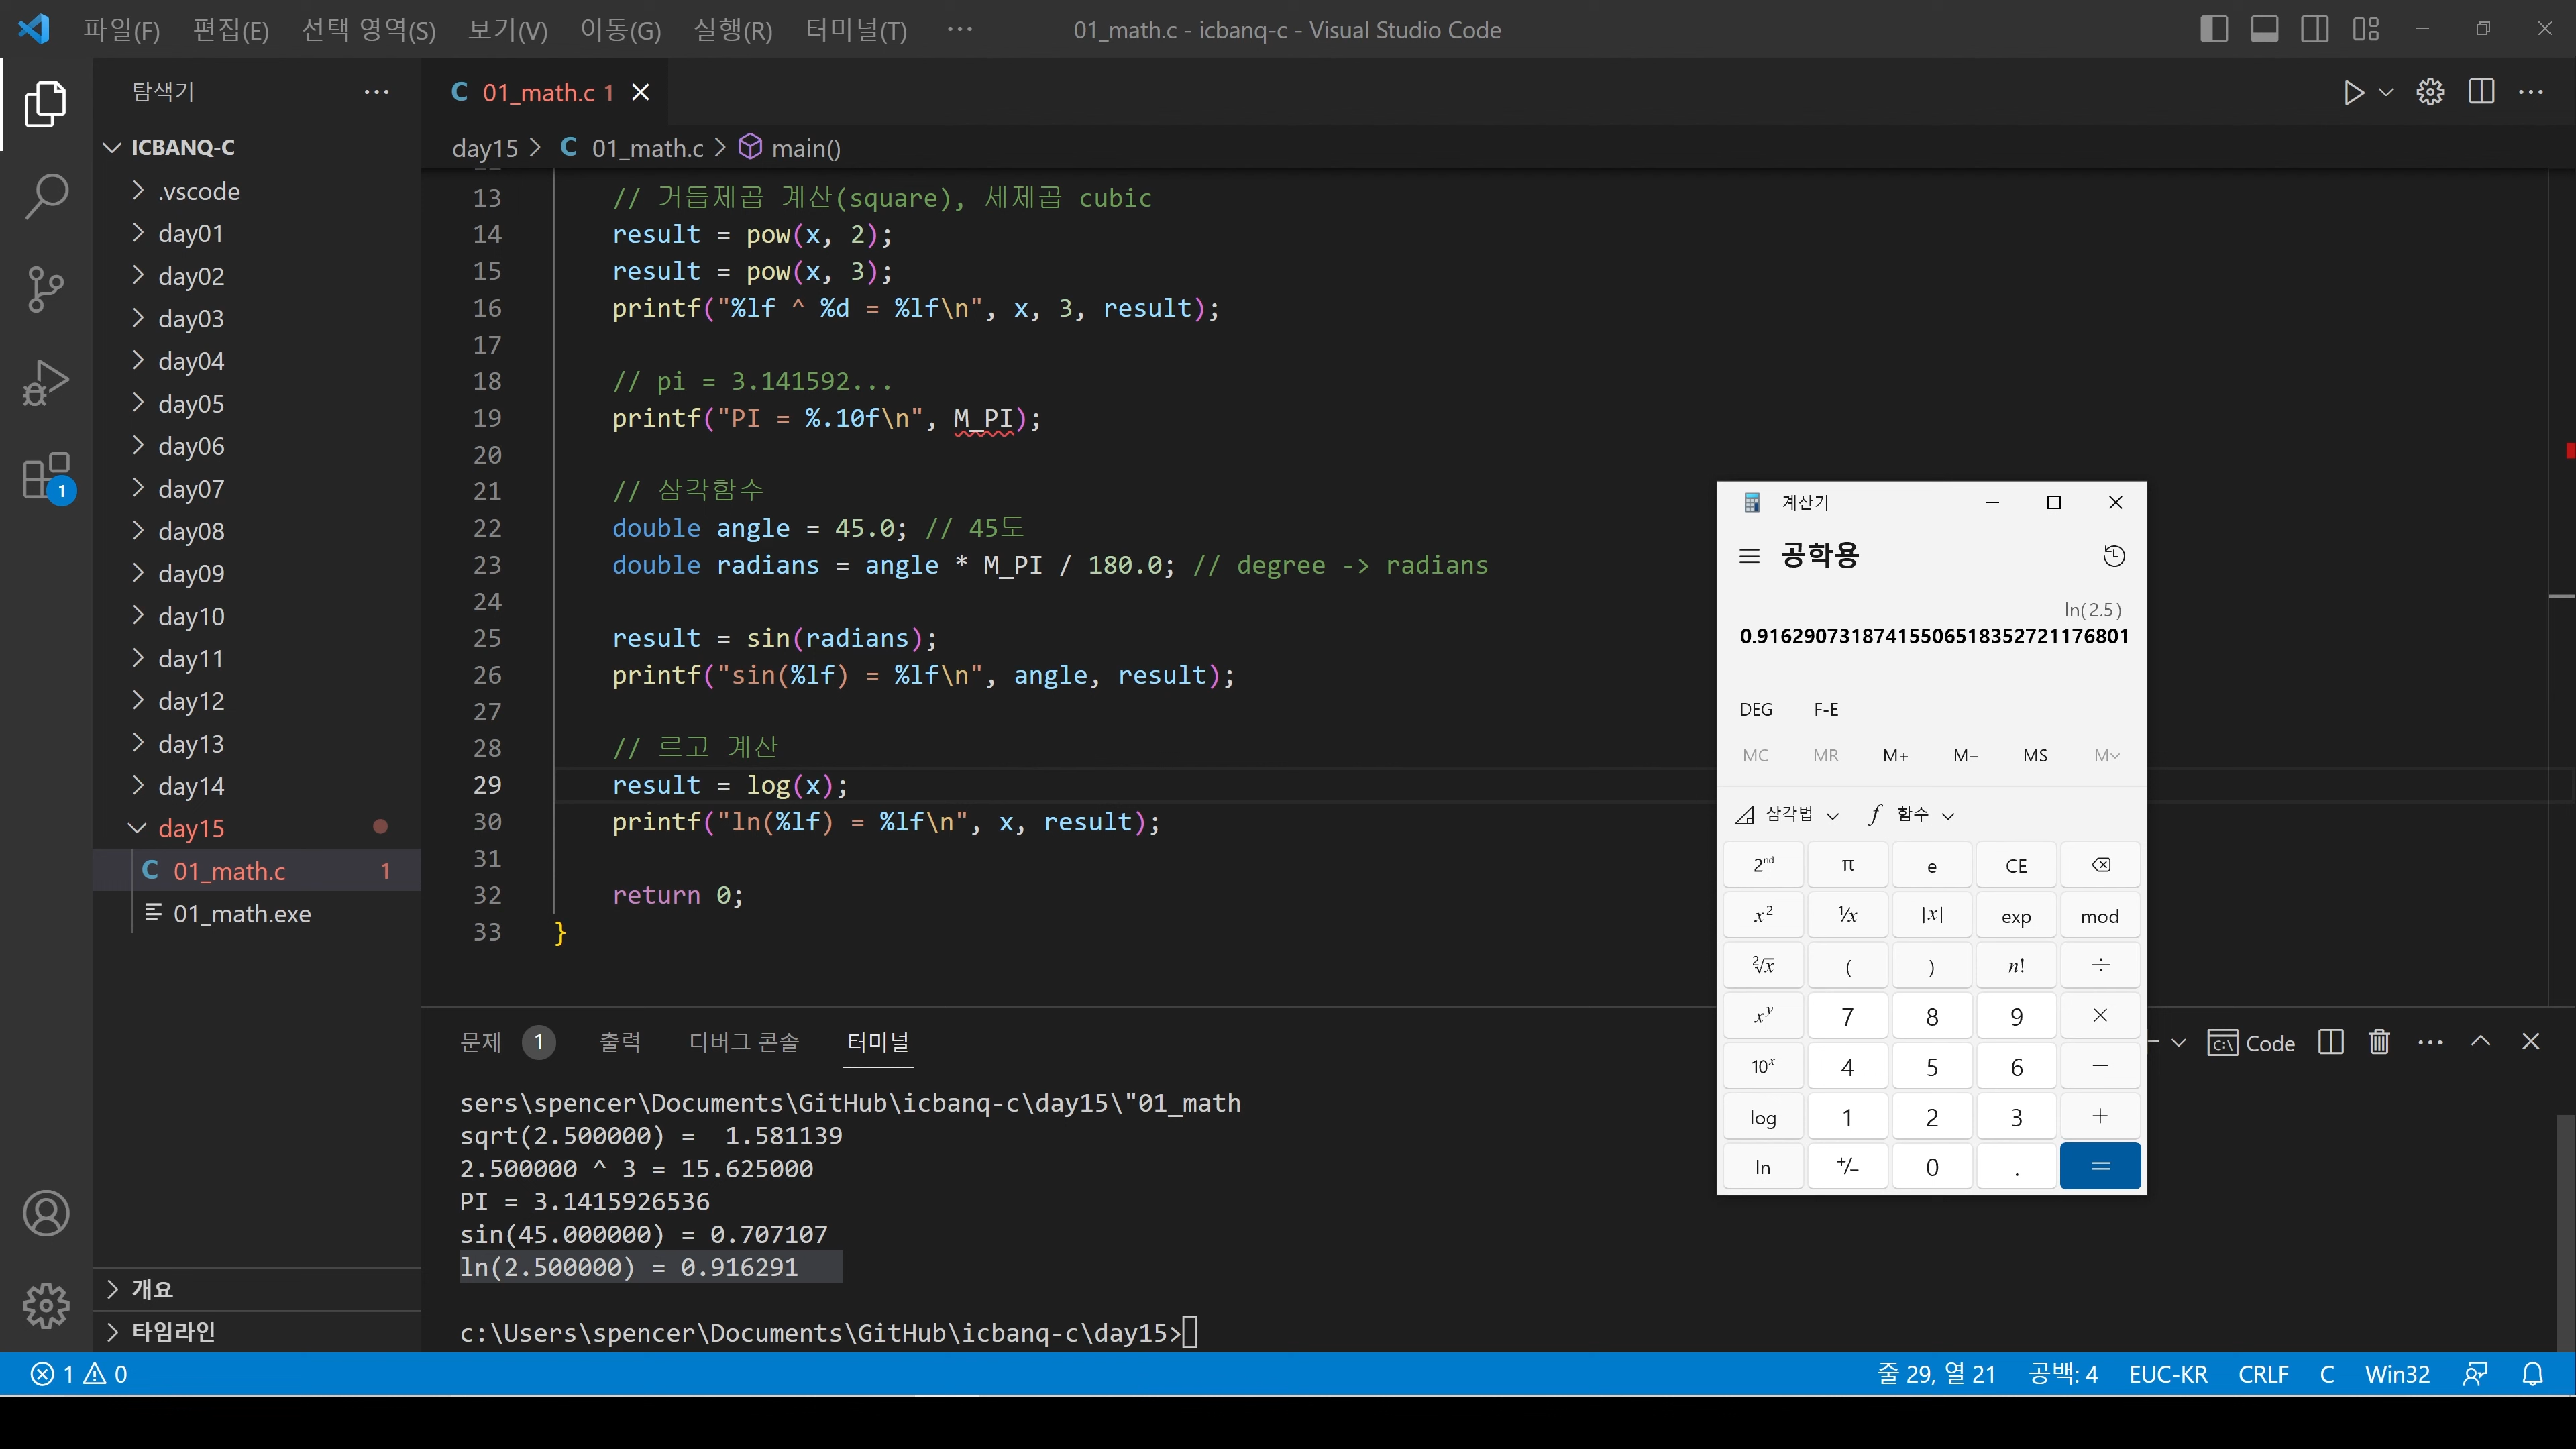 파일(F) 편집(E) 선택 영역(S) 보기(V) 이동(G) 실행(R) 터미널(T) ··· 01_math.c - icbanq-c - Visual Studio Code
탐색기 ···
ICBANQ-C
.vscode
day01
day02
day03
day04
day05
day06
day07
day08
day09
day10
day11
day12
day13
day14
day15
C 01_math.c 1
01_math.exe
개요
타임라인
1
C 01_math.c 1
day15 > C 01_math.c > main()
13 // 거듭제곱 계산(square), 세제곱 cubic
14 result = pow(x, 2);
15 result = pow(x, 3);
16 printf("%lf ^ %d = %lf\n", x, 3, result);
17
18 // pi = 3.141592...
19 printf("PI = %.10f\n", M_PI);
20
21 // 삼각함수
22 double angle = 45.0; // 45도
23 double radians = angle * M_PI / 180.0; // degree -> radians
24
25 result = sin(radians);
26 printf("sin(%lf) = %lf\n", angle, result);
27
28 // 르고 계산
29 result = log(x);
30 printf("ln(%lf) = %lf\n", x, result);
31
32 return 0;
33 }
문제 1 출력 디버그 콘솔 터미널
Code
sers\spencer\Documents\GitHub\icbanq-c\day15\"01_math
sqrt(2.500000) =  1.581139
2.500000 ^ 3 = 15.625000
PI = 3.1415926536
sin(45.000000) = 0.707107
ln(2.500000) = 0.916291
c:\Users\spencer\Documents\GitHub\icbanq-c\day15>
계산기
공학용
ln(2.5)
0.91629073187415506518352721176801
DEG F-E
MC MR M+ M- MS M
삼각법 f 함수
2nd π e CE
x² ¹/x |x| exp mod
²√x ( ) n! ÷
xʸ 7 8 9 ×
10ˣ 4 5 6 −
log 1 2 3 +
ln +/- 0 . =
1 0
줄 29, 열 21 공백: 4 EUC-KR CRLF C Win32